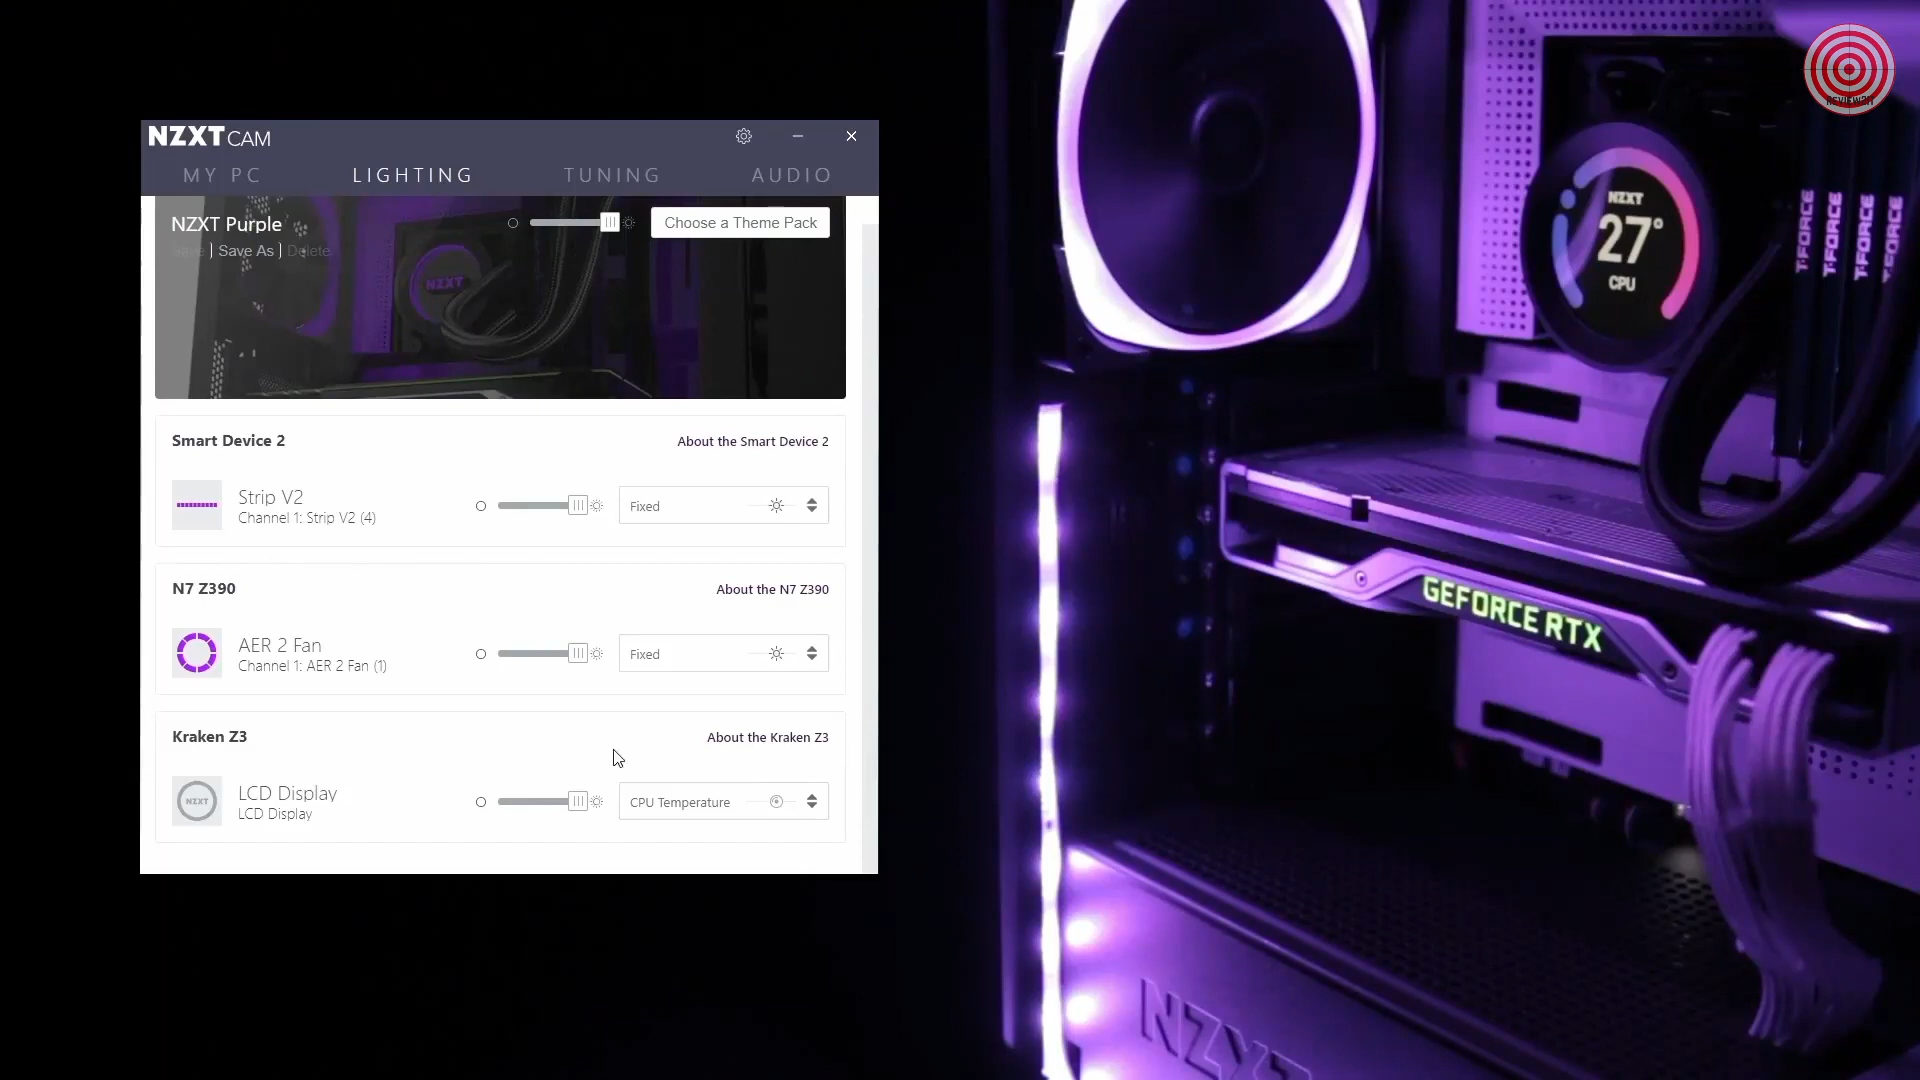 NZXT CAM
MY PC
LIGHTING
TUNING
AUDIO
NZXT Purple
Choose a Theme Pack
Save | Save As | Delete
NZXT
Smart Device 2
About the Smart Device 2
Strip V2
Channel 1: Strip V2 (4)
Fixed
N7 Z390
About the N7 Z390
AER 2 Fan
Channel 1: AER 2 Fan (1)
Fixed
Kraken Z3
About the Kraken Z3
NZXT
LCD Display
LCD Display
CPU Temperature
REVIEWS
NZXT
27°
CPU
T-FORCE
T-FORCE
T-FORCE
T-FORCE
GEFORCE RTX
NZXT